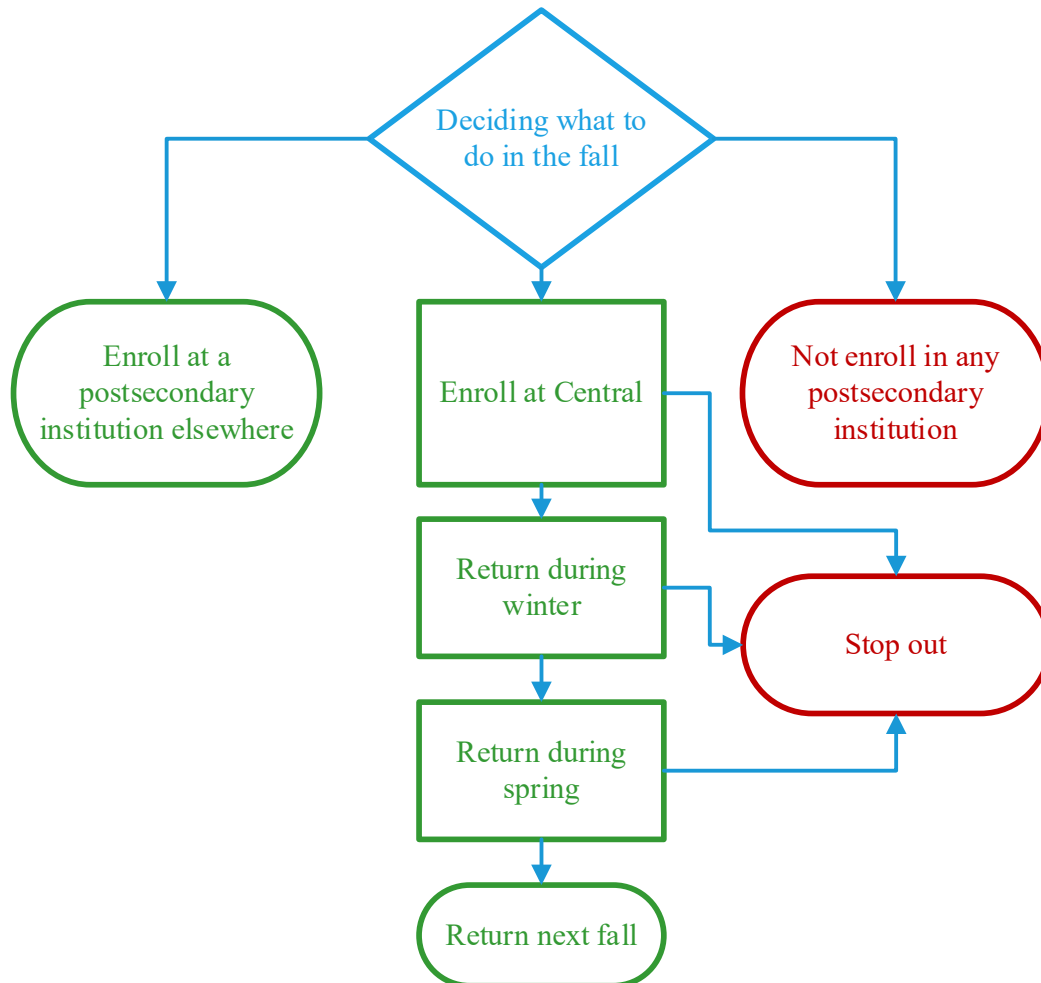 Deciding what to
do in the fall
Enroll at a
postsecondary
institution elsewhere
Enroll at Central
Not enroll in any
postsecondary
institution
Return during
winter
Stop out
Return during
spring
Return next fall